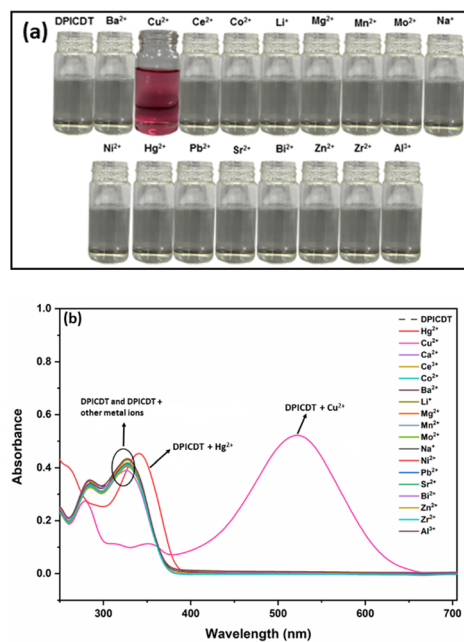 (a)
DPICDT Ba²⁺ Cu²⁺ Ce²⁺ Co²⁺ Li⁺ Mg²⁺ Mn²⁺ Mo²⁺ Na⁺
Ni²⁺ Hg²⁺ Pb²⁺ Sr²⁺ Bi²⁺ Zn²⁺ Zr²⁺ Al³⁺
(b)
1.0
0.8
0.6
0.4
0.2
0.0
Absorbance
DPICDT and DPICDT +
other metal ions
DPICDT + Hg²⁺
DPICDT + Cu²⁺
DPICDT
Hg²⁺
Cu²⁺
Ca²⁺
Ce³⁺
Co²⁺
Ba²⁺
Li⁺
Mg²⁺
Mn²⁺
Mo²⁺
Na⁺
Ni²⁺
Pb²⁺
Sr²⁺
Bi²⁺
Zn²⁺
Zr²⁺
Al³⁺
300 400 500 600 700
Wavelength (nm)